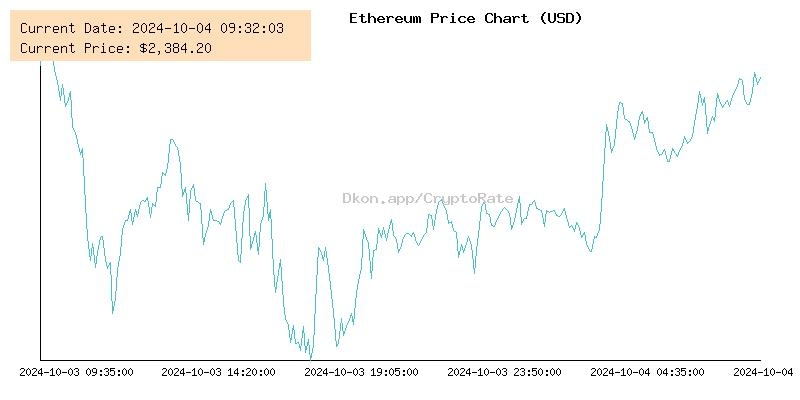 Ethereum Price Chart (USD)
Current Date: 2024-10-04 09:32:03
Current Price: $2,384.20
Dkon.app/CryptoRate
2024-10-03 09:35:00 2024-10-03 14:20:00 2024-10-03 19:05:00 2024-10-03 23:50:00 2024-10-04 04:35:00 2024-10-04